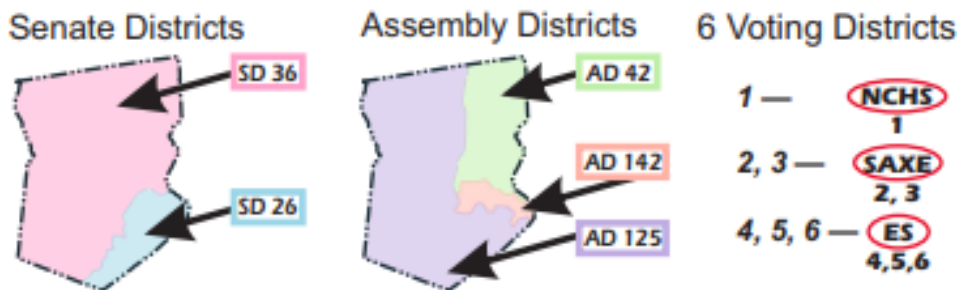 Senate Districts
SD 36
SD 26
Assembly Districts
AD 42
AD 142
AD 125
6 Voting Districts
1 — NCHS
1
2, 3 — SAXE
2, 3
4, 5, 6 — ES
4,5,6